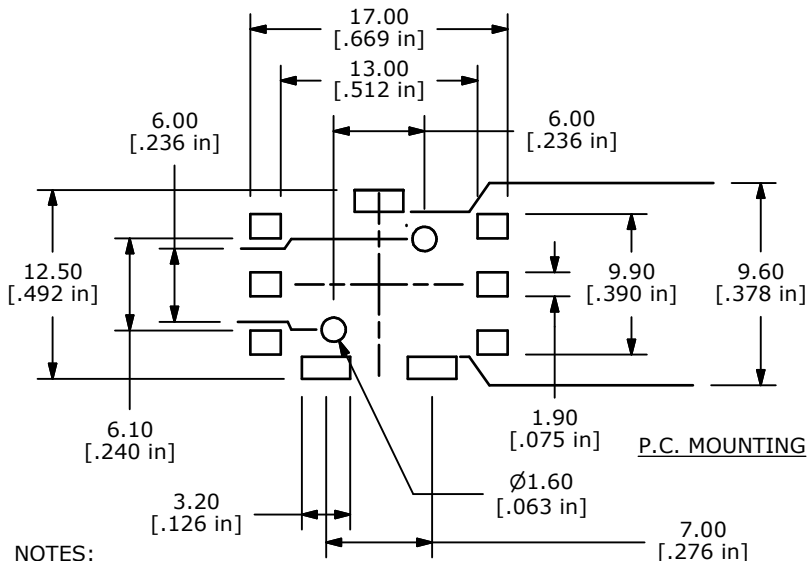 17.00
[.669 in]
13.00
[.512 in]
6.00
[.236 in]
6.00
[.236 in]
12.50
[.492 in]
9.90
[.390 in]
9.60
[.378 in]
6.10
[.240 in]
1.90
[.075 in]
P.C. MOUNTING
3.20
[.126 in]
Ø1.60
[.063 in]
7.00
[.276 in]
NOTES: